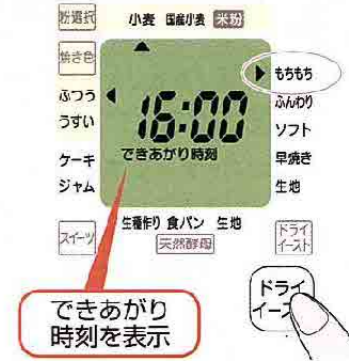 粉選択
小麦 国産小麦 米粉
焼き色
もちもち
ふつう
ふんわり
うすい
ソフト
16:00
できあがり時刻
ケーキ
早焼き
ジャム
生地
生種作り 食パン 生地
スイーツ
天然酵母
ドライ
イースト
できあがり
時刻を表示
ドライ
イース